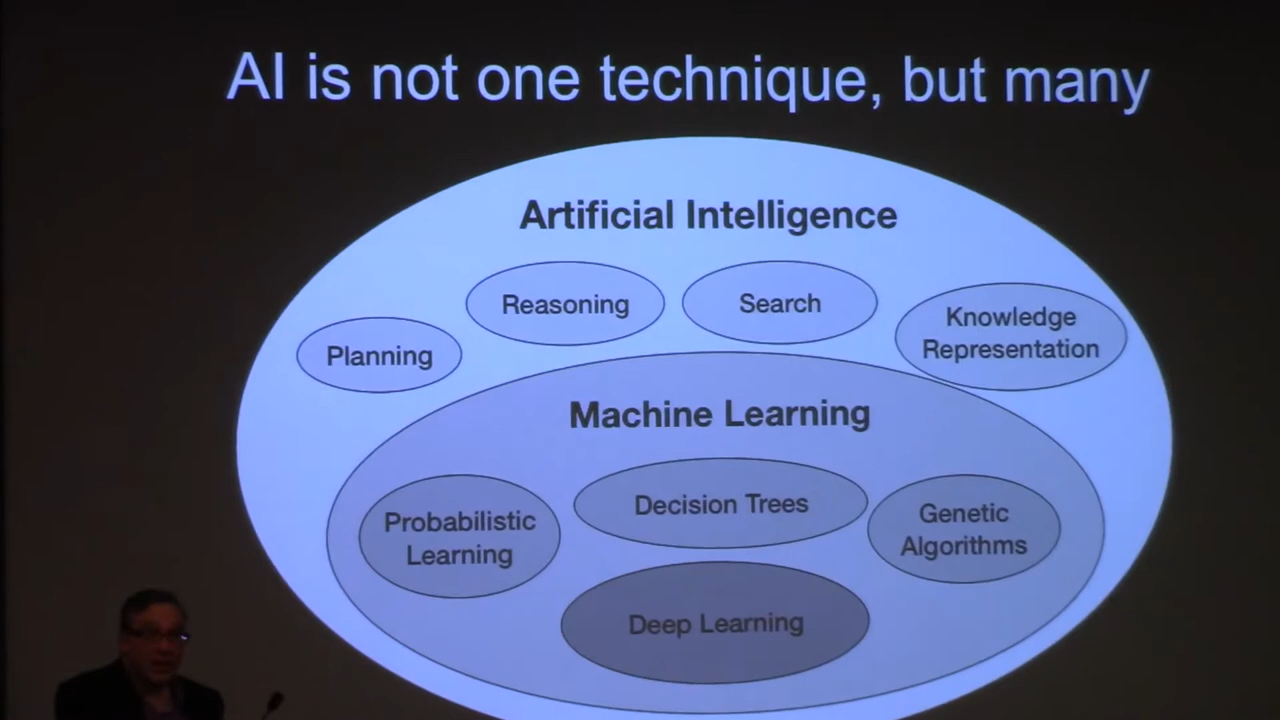 AI is not one technique, but many
Artificial Intelligence
Reasoning
Search
Knowledge
Representation
Planning
Machine Learning
Decision Trees
Probabilistic
Learning
Genetic
Algorithms
Deep Learning